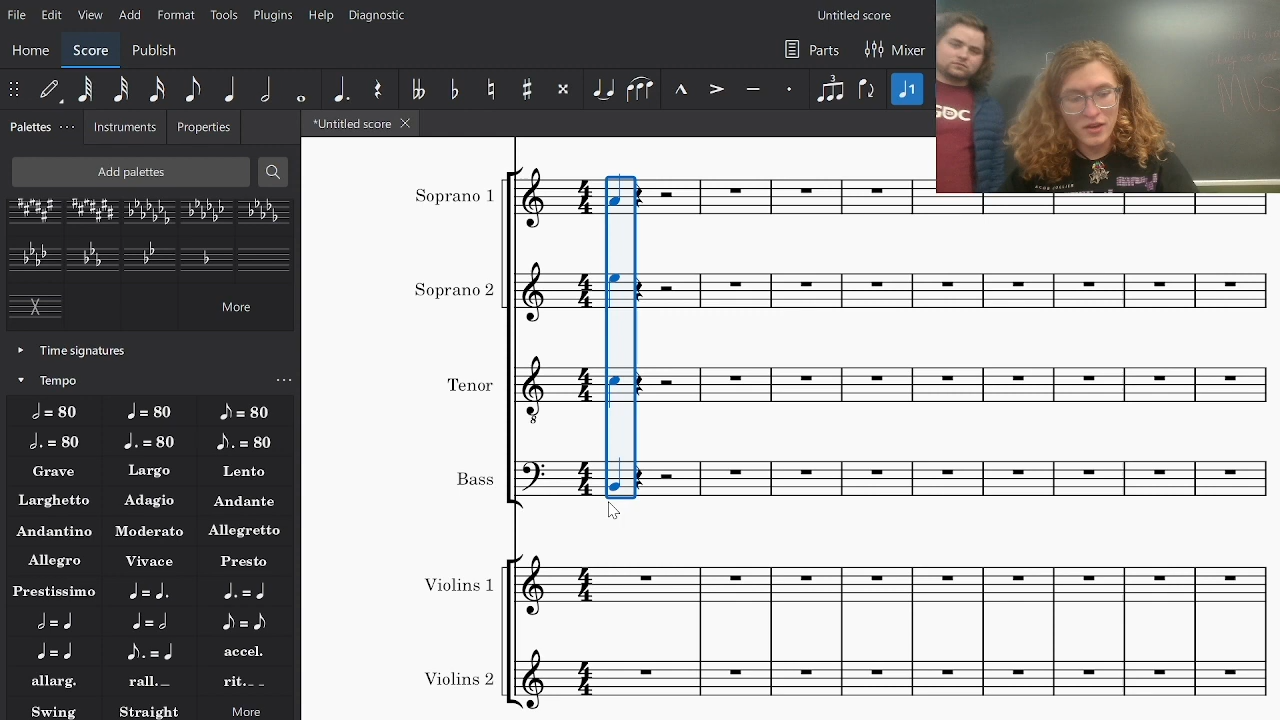 File Edit View Add Format Tools Plugins Help Diagnostic Untitled score
Home Score Publish Parts Mixer
Palettes Instruments Properties *Untitled score
Add palettes
More
Time signatures
Tempo
= 80 = 80 = 80
= 80 = 80 = 80
Grave Largo Lento
Larghetto Adagio Andante
Andantino Moderato Allegretto
Allegro Vivace Presto
Prestissimo
accel.
allarg. rall. rit.
Swing Straight More
Soprano 1
Soprano 2
Tenor
Bass
Violins 1
Violins 2